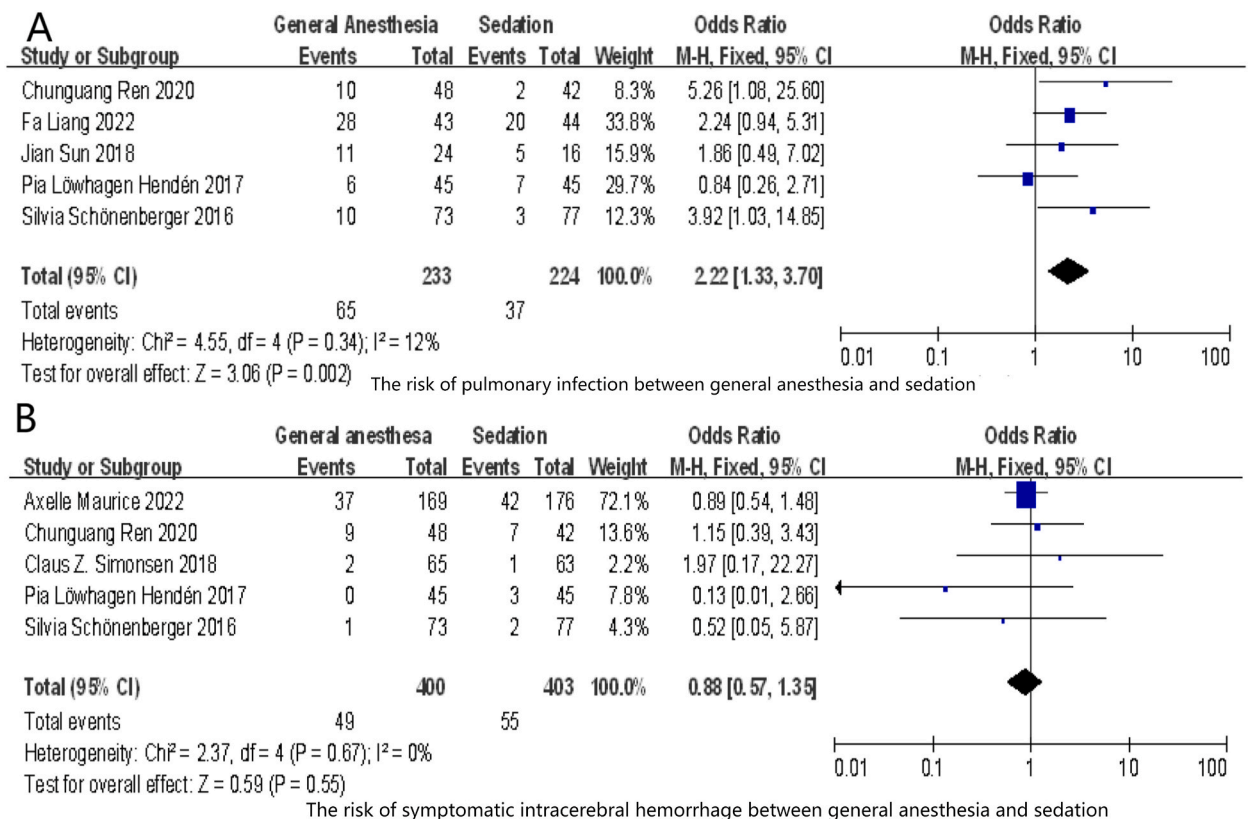 A
General Anesthesia Sedation Odds Ratio Odds Ratio
Study or Subgroup Events Total Events Total Weight M-H, Fixed, 95% CI M-H, Fixed, 95% CI
Chunguang Ren 2020 10 48 2 42 8.3% 5.26 [1.08, 25.60]
Fa Liang 2022 28 43 20 44 33.8% 2.24 [0.94, 5.31]
Jian Sun 2018 11 24 5 16 15.9% 1.86 [0.49, 7.02]
Pia Löwhagen Hendén 2017 6 45 7 45 29.7% 0.84 [0.26, 2.71]
Silvia Schönenberger 2016 10 73 3 77 12.3% 3.92 [1.03, 14.85]
Total (95% CI) 233 224 100.0% 2.22 [1.33, 3.70]
Total events 65 37
Heterogeneity: Chi² = 4.55, df = 4 (P = 0.34); I² = 12%
Test for overall effect: Z = 3.06 (P = 0.002)
0.01 0.1 1 10 100
The risk of pulmonary infection between general anesthesia and sedation
B
General anesthesa Sedation Odds Ratio Odds Ratio
Study or Subgroup Events Total Events Total Weight M-H, Fixed, 95% CI M-H, Fixed, 95% CI
Axelle Maurice 2022 37 169 42 176 72.1% 0.89 [0.54, 1.48]
Chunguang Ren 2020 9 48 7 42 13.6% 1.15 [0.39, 3.43]
Claus Z. Simonsen 2018 2 65 1 63 2.2% 1.97 [0.17, 22.27]
Pia Löwhagen Hendén 2017 0 45 3 45 7.8% 0.13 [0.01, 2.66]
Silvia Schönenberger 2016 1 73 2 77 4.3% 0.52 [0.05, 5.87]
Total (95% CI) 400 403 100.0% 0.88 [0.57, 1.35]
Total events 49 55
Heterogeneity: Chi² = 2.37, df = 4 (P = 0.67); I² = 0%
Test for overall effect: Z = 0.59 (P = 0.55)
0.01 0.1 1 10 100
The risk of symptomatic intracerebral hemorrhage between general anesthesia and sedation